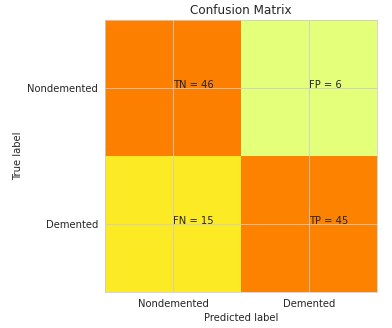 Confusion Matrix
True label
Nondemented
TN = 46
FP = 6
Demented
FN = 15
TP = 45
Nondemented
Demented
Predicted label